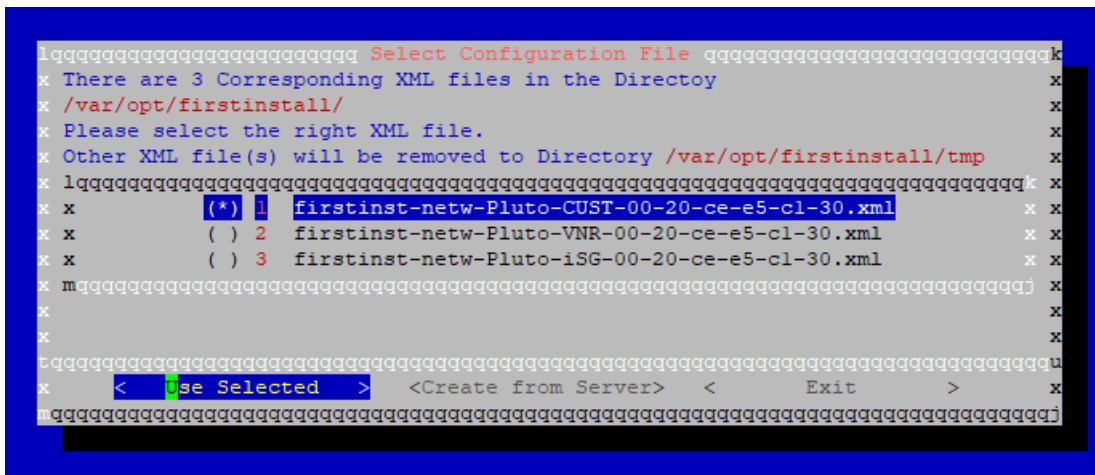 Select Configuration File
There are 3 Corresponding XML files in the Directoy
/var/opt/firstinstall/
Please select the right XML file.
Other XML file(s) will be removed to Directory /var/opt/firstinstall/tmp
(*) 1 firstinst-netw-Pluto-CUST-00-20-ce-e5-c1-30.xml
( ) 2 firstinst-netw-Pluto-VNR-00-20-ce-e5-c1-30.xml
( ) 3 firstinst-netw-Pluto-iSG-00-20-ce-e5-c1-30.xml
< Use Selected > <Create from Server> < Exit >